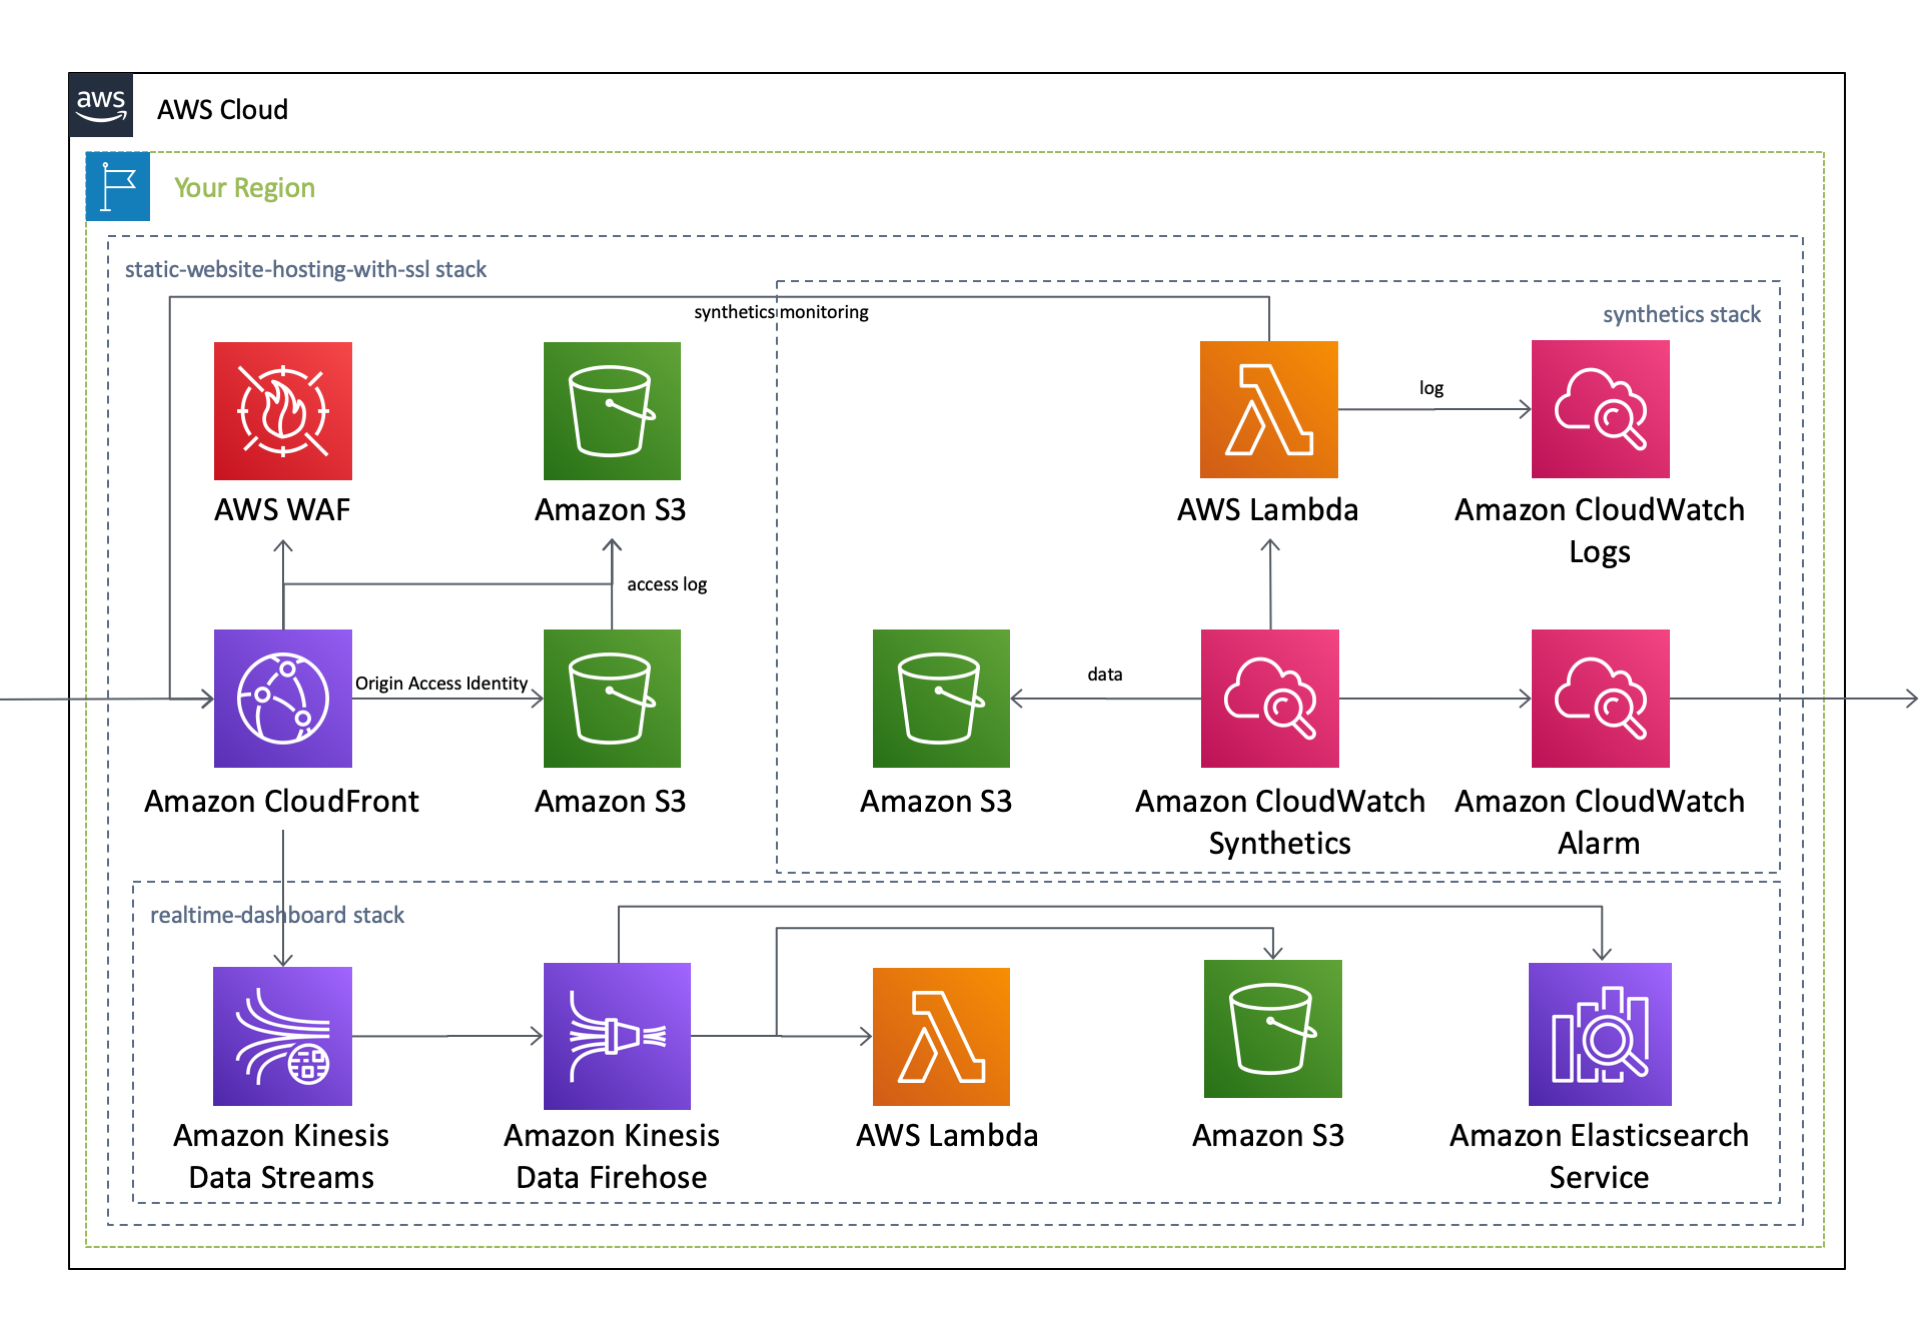 aws
AWS Cloud
Your Region
static-website-hosting-with-ssl stack
synthetics monitoring
synthetics stack
log
AWS WAF
Amazon S3
AWS Lambda
Amazon CloudWatch
Logs
access log
Origin Access Identity
data
Amazon CloudFront
Amazon S3
Amazon S3
Amazon CloudWatch
Synthetics
Amazon CloudWatch
Alarm
realtime-dashboard stack
Amazon Kinesis
Data Streams
Amazon Kinesis
Data Firehose
AWS Lambda
Amazon S3
Amazon Elasticsearch
Service